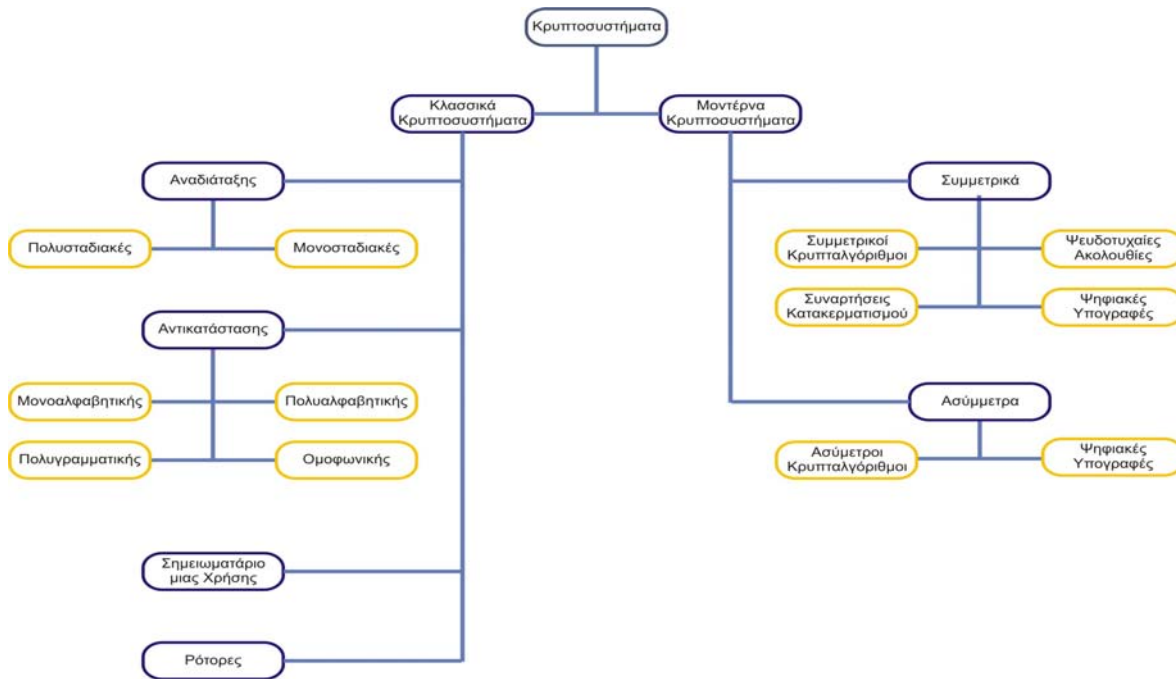 Κρυπτοσυστήματα
Κλασσικά
Κρυπτοσυστήματα
Μοντέρνα
Κρυπτοσυστήματα
Αναδιάταξης
Πολυσταδιακές
Μονοσταδιακές
Αντικατάστασης
Μονοαλφαβητικής
Πολυαλφαβητικής
Πολυγραμματικής
Ομοφωνικής
Σημειωματάριο
μιας Χρήσης
Ρότορες
Συμμετρικά
Συμμετρικοί
Κρυπταλγόριθμοι
Ψευδοτυχαίες
Ακολουθίες
Συναρτήσεις
Κατακερματισμού
Ψηφιακές
Υπογραφές
Ασύμμετρα
Ασύμετροι
Κρυπταλγόριθμοι
Ψηφιακές
Υπογραφές